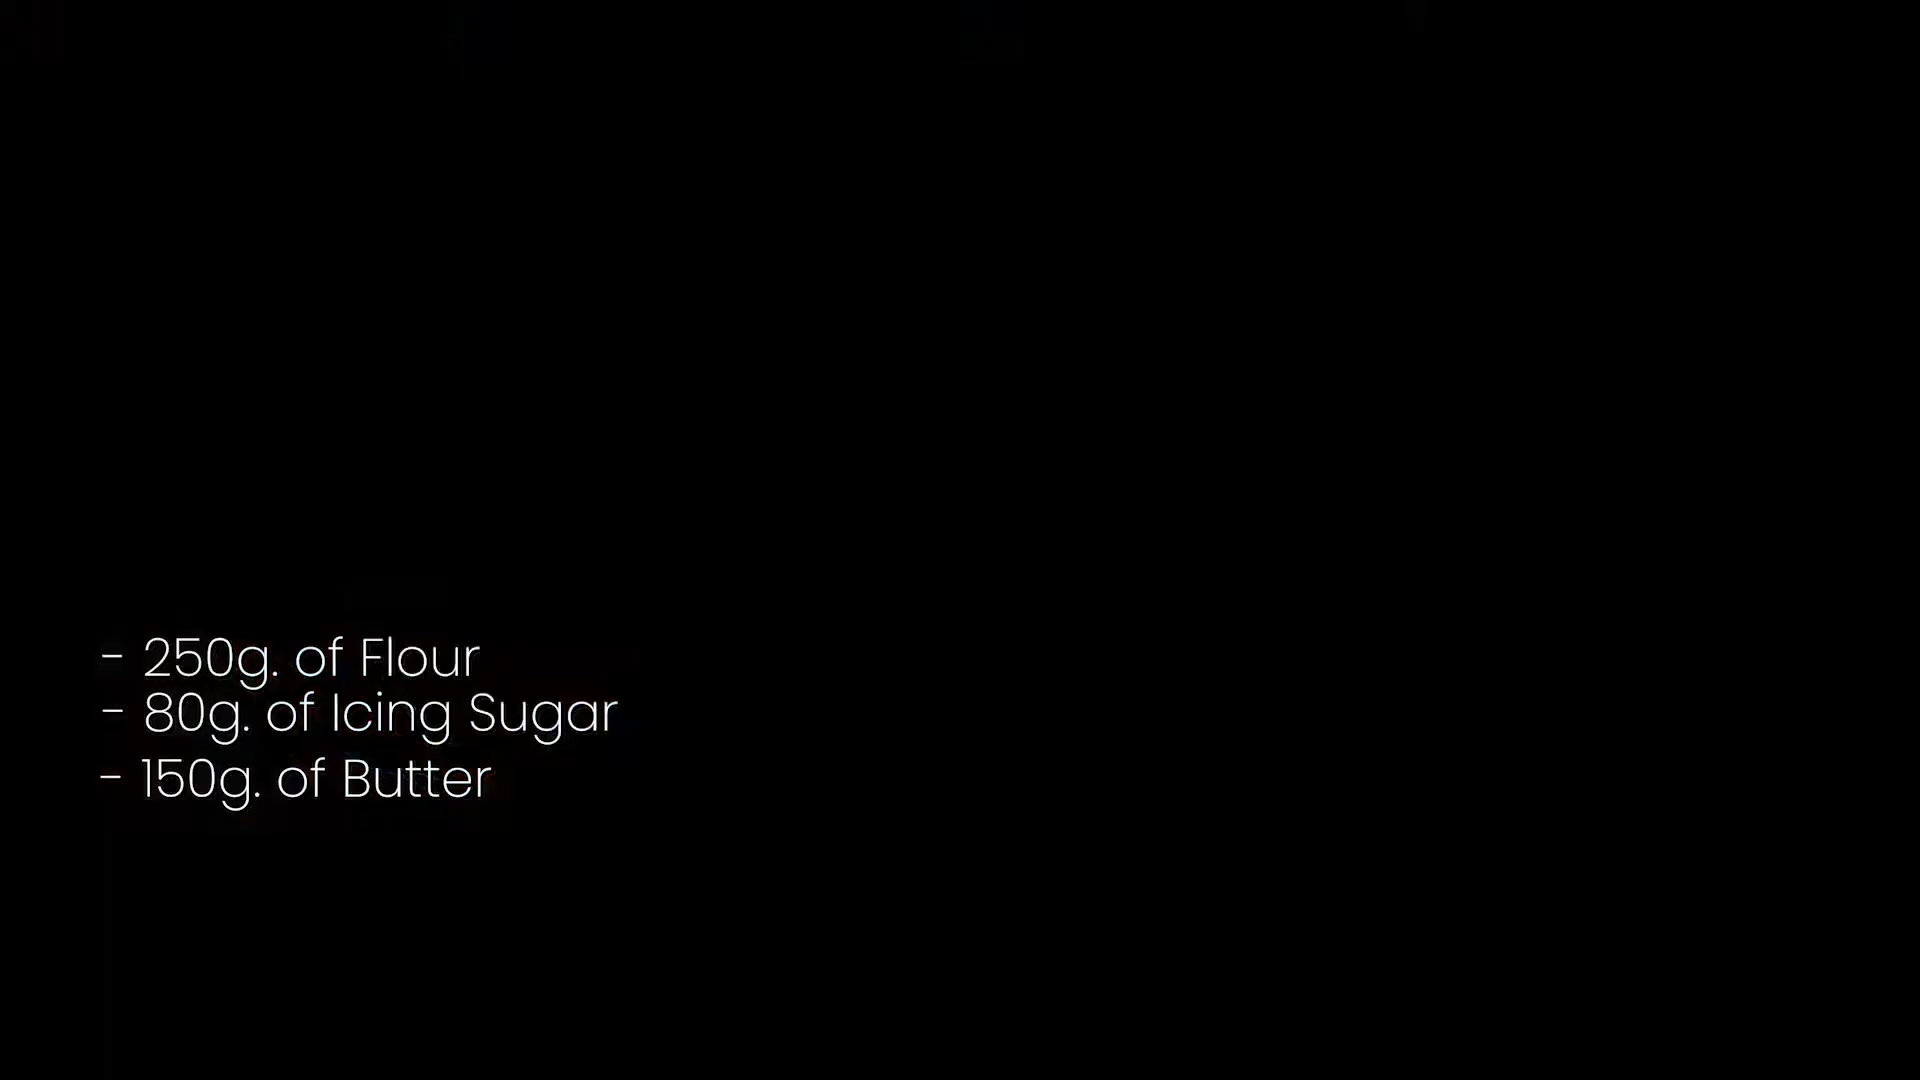 - 250g. of Flour
- 80g. of Icing Sugar
- 150g. of Butter